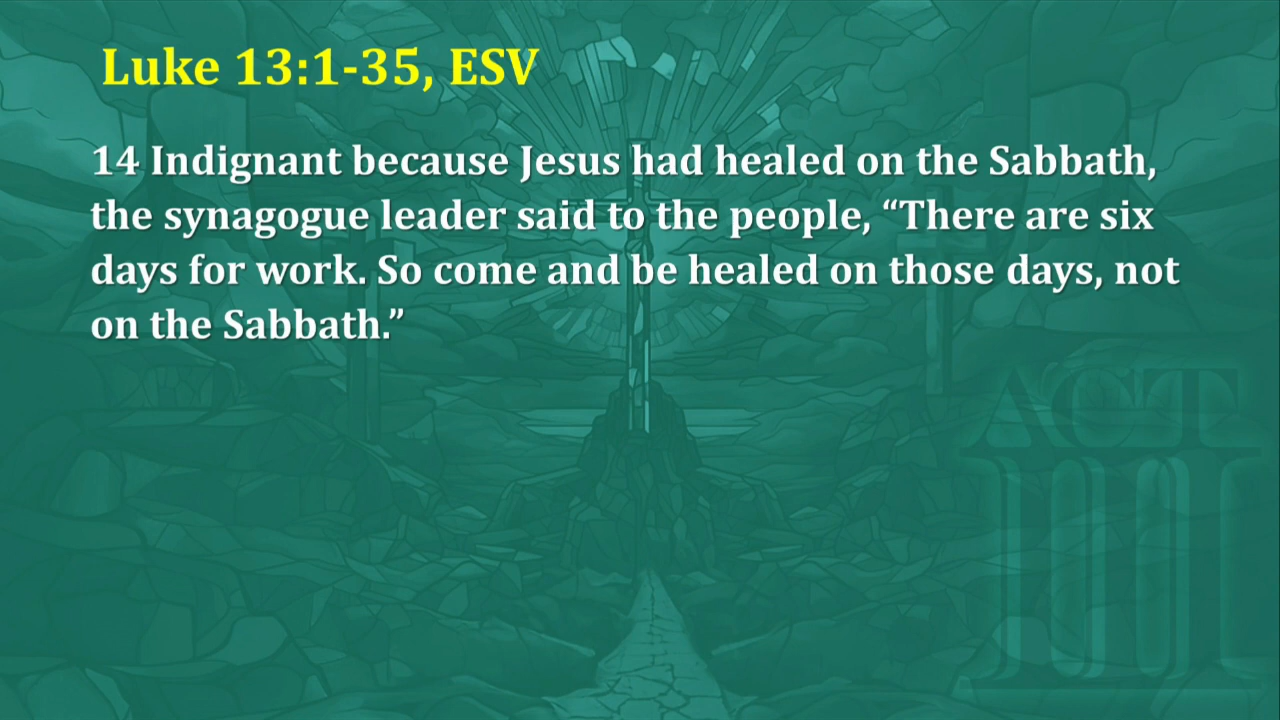 Luke 13:1-35, ESV
14 Indignant because Jesus had healed on the Sabbath,
the synagogue leader said to the people, “There are six
days for work. So come and be healed on those days, not
on the Sabbath.”
ACT
III